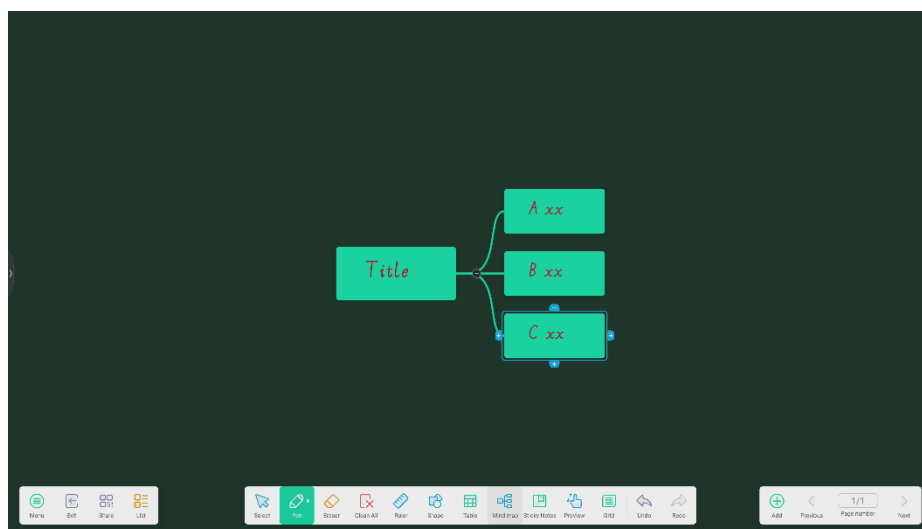 Title
A xx
B xx
C xx
Menu Exit Share List
Select Pen Eraser Clean All Ruler Shape Table Mind map Sticky Notes Preview Grid Undo Redo
Add Previous 1/1 Page number Next